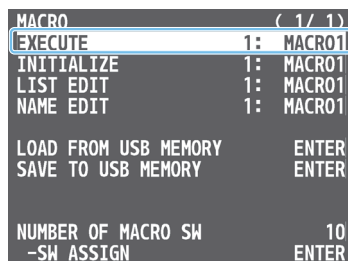 MACRO ( 1/ 1)
EXECUTE 1: MACRO1
INITIALIZE 1: MACRO1
LIST EDIT 1: MACRO1
NAME EDIT 1: MACRO1
LOAD FROM USB MEMORY ENTER
SAVE TO USB MEMORY ENTER
NUMBER OF MACRO SW 10
-SW ASSIGN ENTER